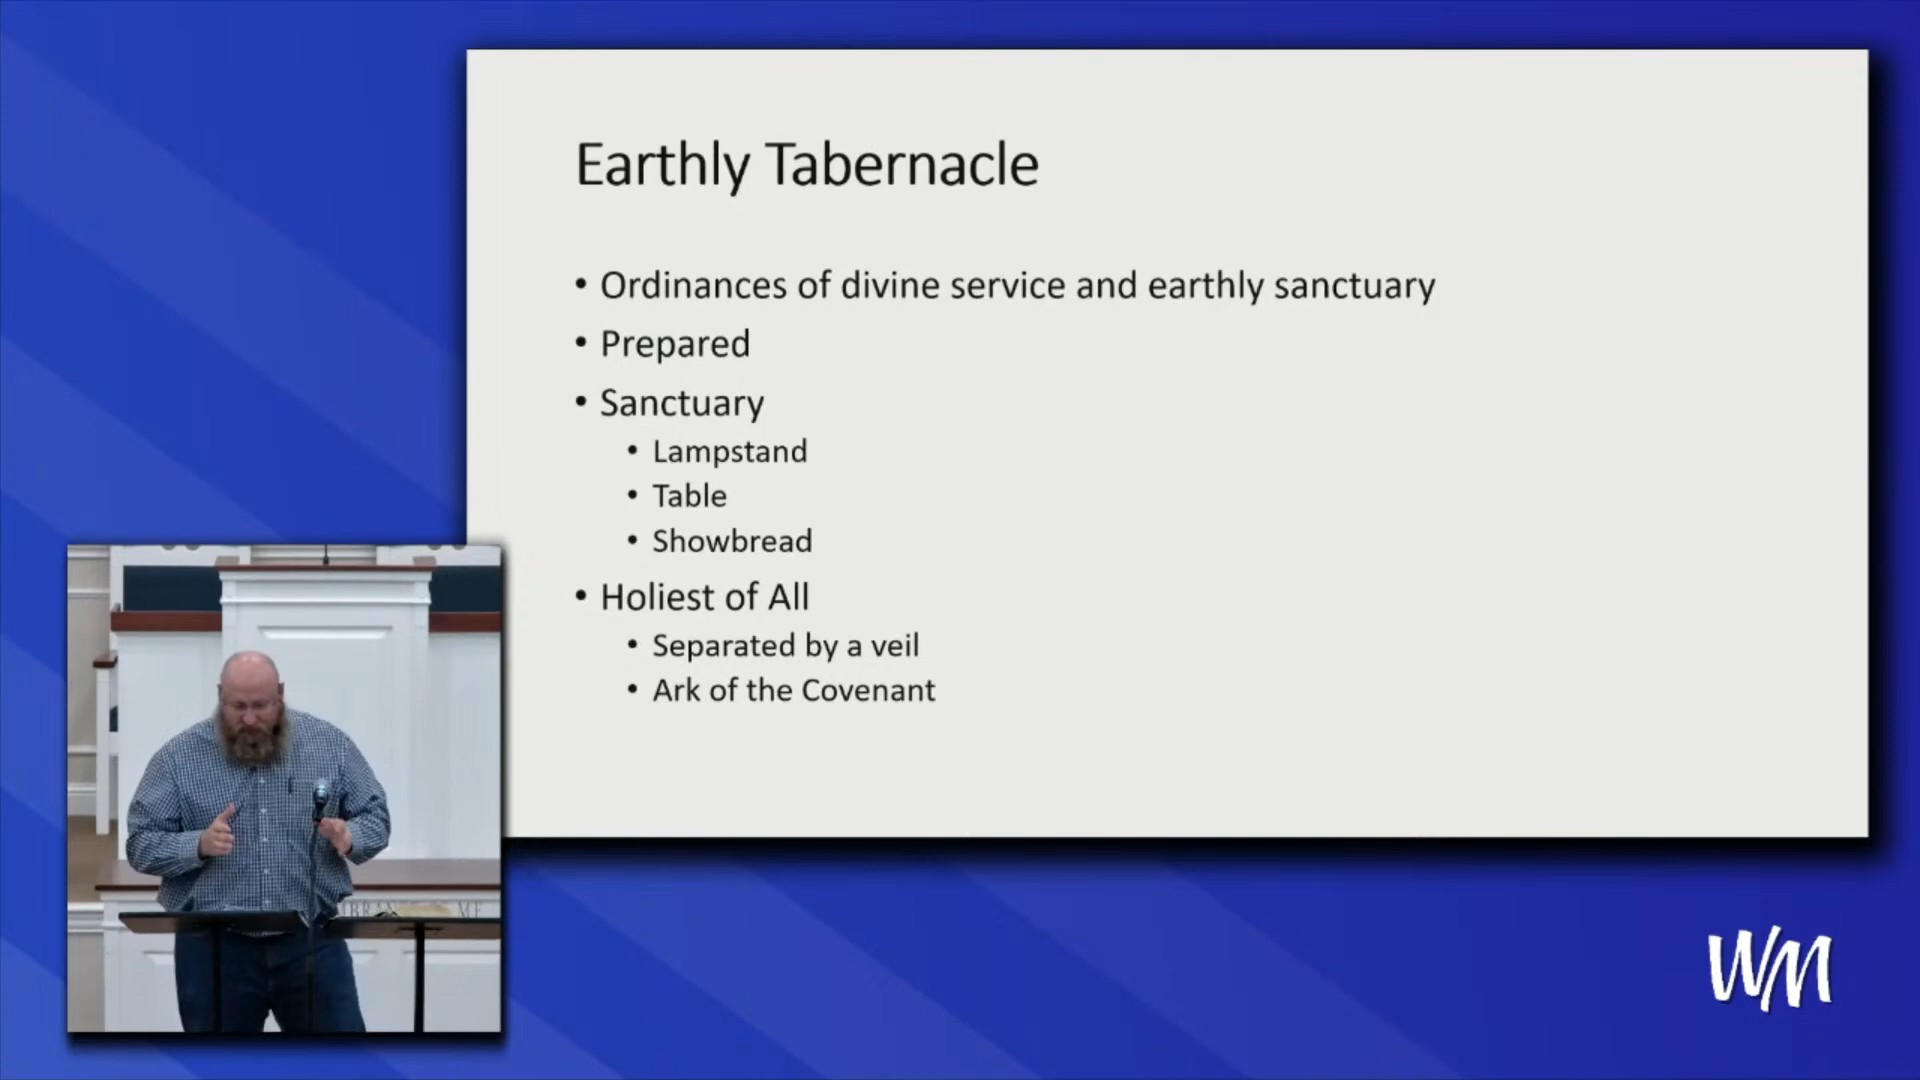 Earthly Tabernacle
• Ordinances of divine service and earthly sanctuary
• Prepared
• Sanctuary
• Lampstand
• Table
• Showbread
• Holiest of All
• Separated by a veil
• Ark of the Covenant
ME
WM